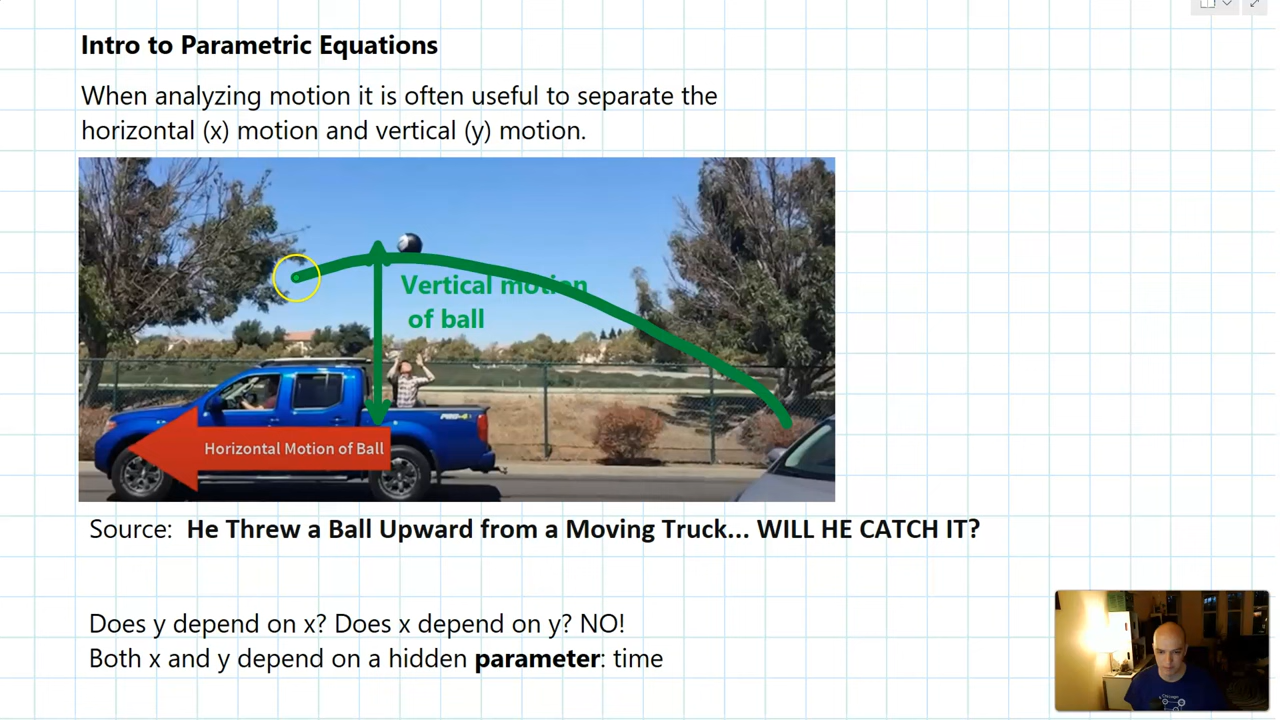 Intro to Parametric Equations
When analyzing motion it is often useful to separate the
horizontal (x) motion and vertical (y) motion.
Vertical motion
of ball
PRO-4X
Horizontal Motion of Ball
Source: He Threw a Ball Upward from a Moving Truck... WILL HE CATCH IT?
Does y depend on x? Does x depend on y? NO!
Both x and y depend on a hidden parameter: time